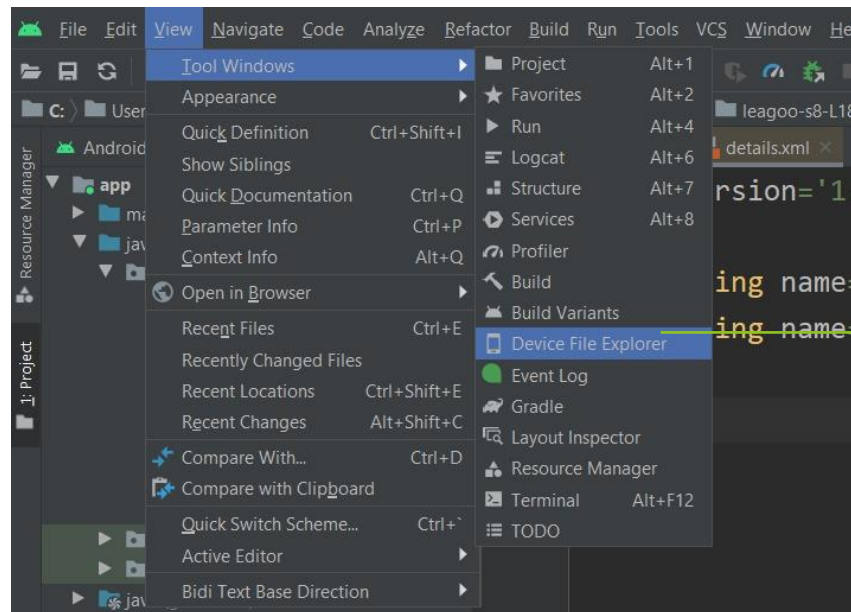 File Edit View Navigate Code Analyze Refactor Build Run Tools VCS Window He
C: User
leagoo-s8-L18
Android
details.xml
Resource Manager
1: Project
app
ma
jav
jav
Tool Windows
Appearance
Quick Definition Ctrl+Shift+I
Show Siblings
Quick Documentation Ctrl+Q
Parameter Info Ctrl+P
Context Info Alt+Q
Open in Browser
Recent Files Ctrl+E
Recently Changed Files
Recent Locations Ctrl+Shift+E
Recent Changes Alt+Shift+C
Compare With... Ctrl+D
Compare with Clipboard
Quick Switch Scheme... Ctrl+`
Active Editor
Bidi Text Base Direction
Project Alt+1
Favorites Alt+2
Run Alt+4
Logcat Alt+6
Structure Alt+7
Services Alt+8
Profiler
Build
Build Variants
Device File Explorer
Event Log
Gradle
Layout Inspector
Resource Manager
Terminal Alt+F12
TODO
rsion='1
ing name=
ing name=